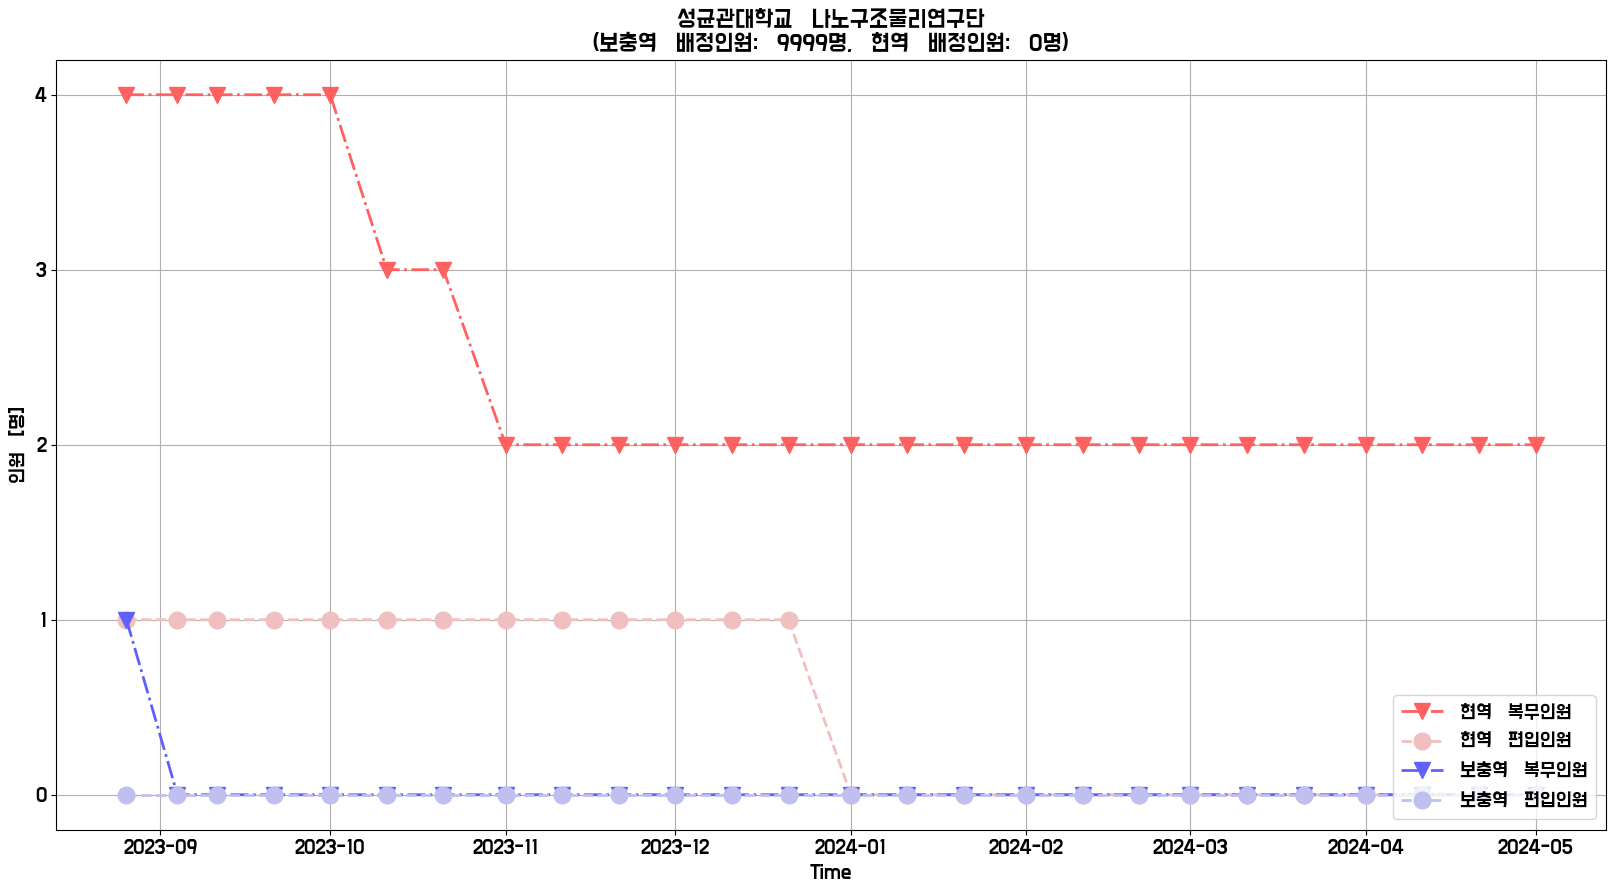 성균관대학교 나노구조물리연구단
(보충역 배정인원: 9999명, 현역 배정인원: 0명)
인원 [명]
4
3
2
1
0
현역 복무인원
현역 편입인원
보충역 복무인원
보충역 편입인원
2023-09 2023-10 2023-11 2023-12 2024-01 2024-02 2024-03 2024-04 2024-05
Time